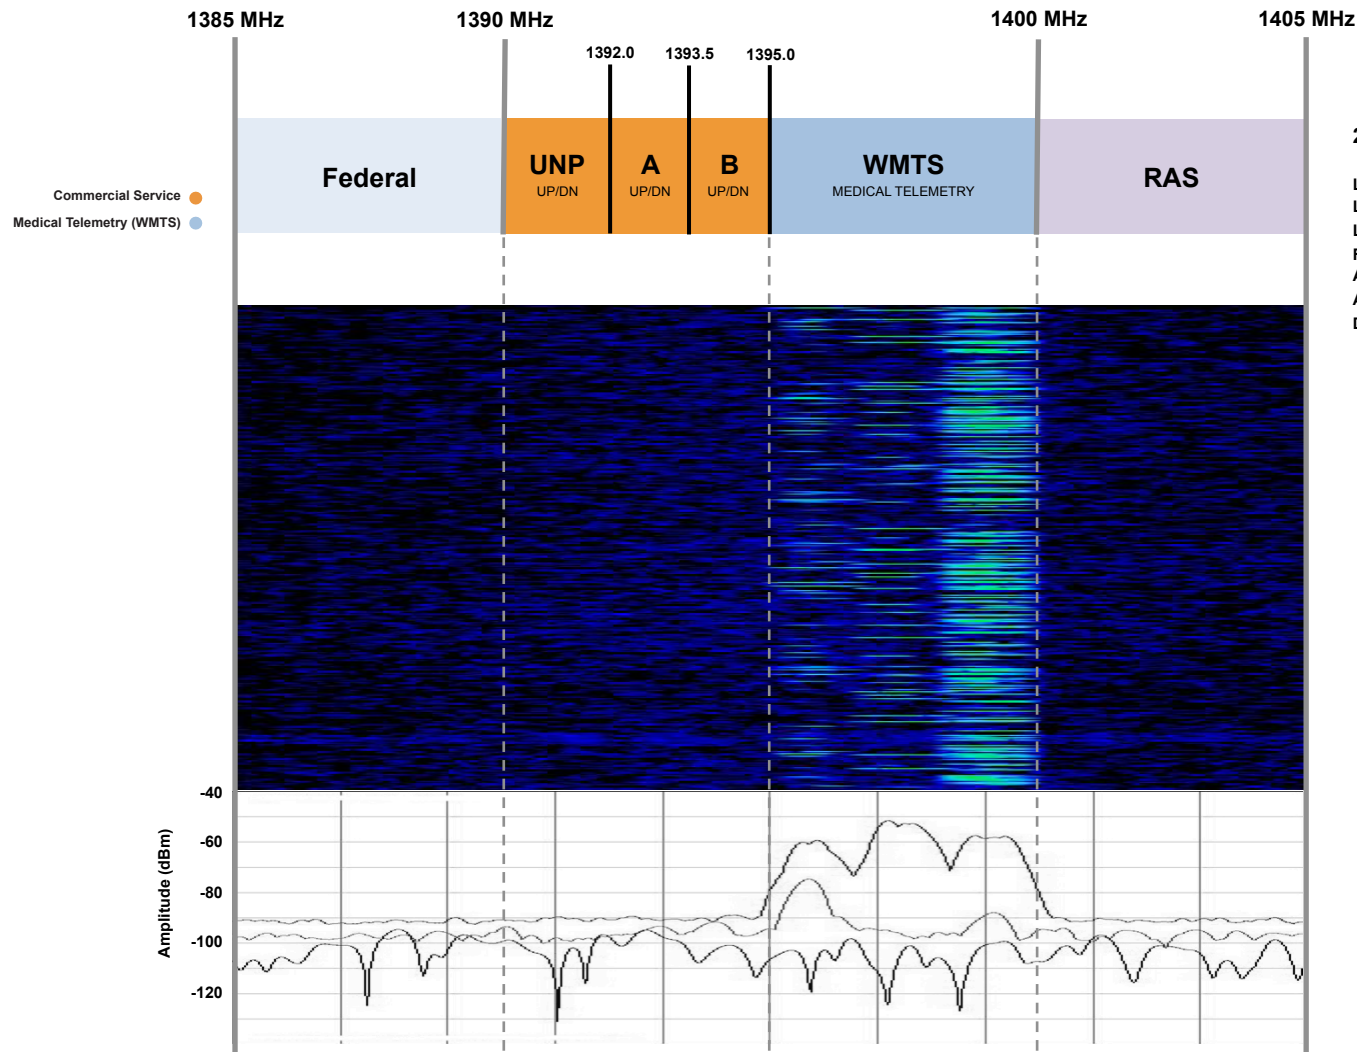 1385 MHz
1390 MHz
1400 MHz
1405 MHz
1392.0
1393.5
1395.0
Federal
UNP
UP/DN
A
UP/DN
B
UP/DN
WMTS
MEDICAL TELEMETRY
RAS
Commercial Service
Medical Telemetry (WMTS)
-40
-60
-80
-100
-120
Amplitude (dBm)